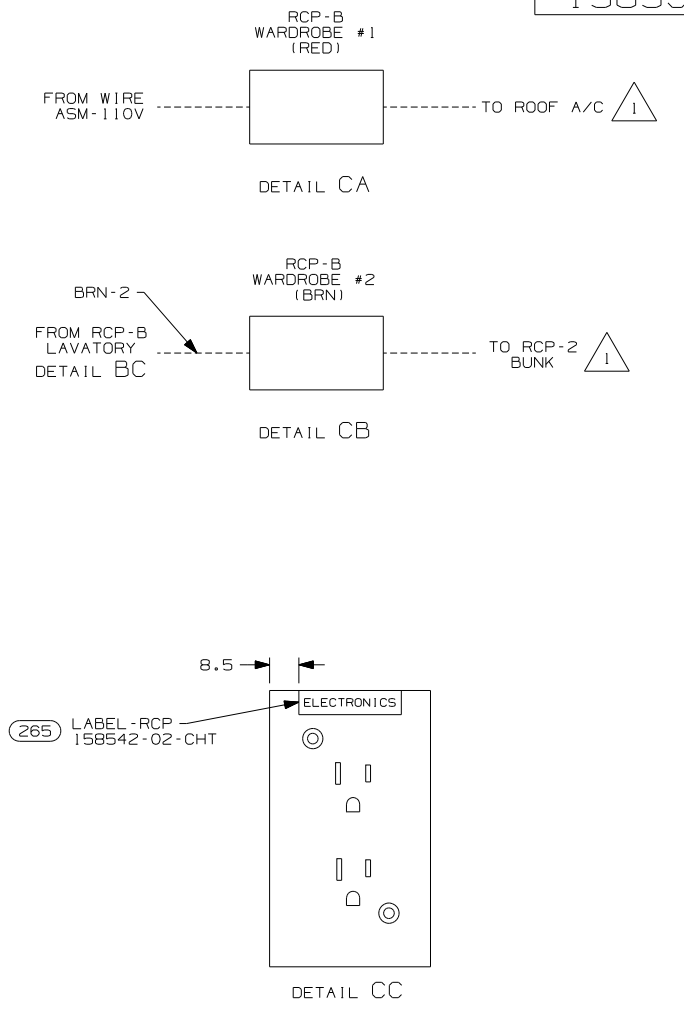 RCP-B
WARDROBE #1
(RED)
FROM WIRE
ASM-110V
TO ROOF A/C
1
DETAIL CA
RCP-B
WARDROBE #2
(BRN)
BRN-2
FROM RCP-B
LAVATORY
DETAIL BC
TO RCP-2
BUNK
1
DETAIL CB
8.5
ELECTRONICS
265
LABEL-RCP
158542-02-CHT
DETAIL CC